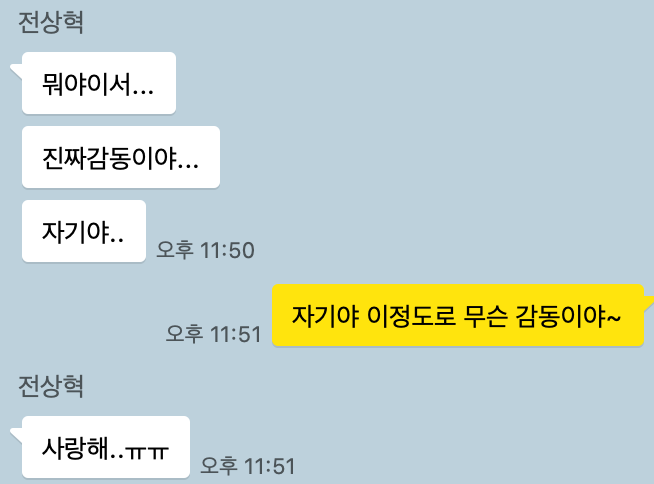 전상혁
뭐야이서...
진짜감동이야...
자기야..
오후 11:50
자기야 이정도로 무슨 감동이야~
오후 11:51
전상혁
사랑해..ㅠㅠ
오후 11:51